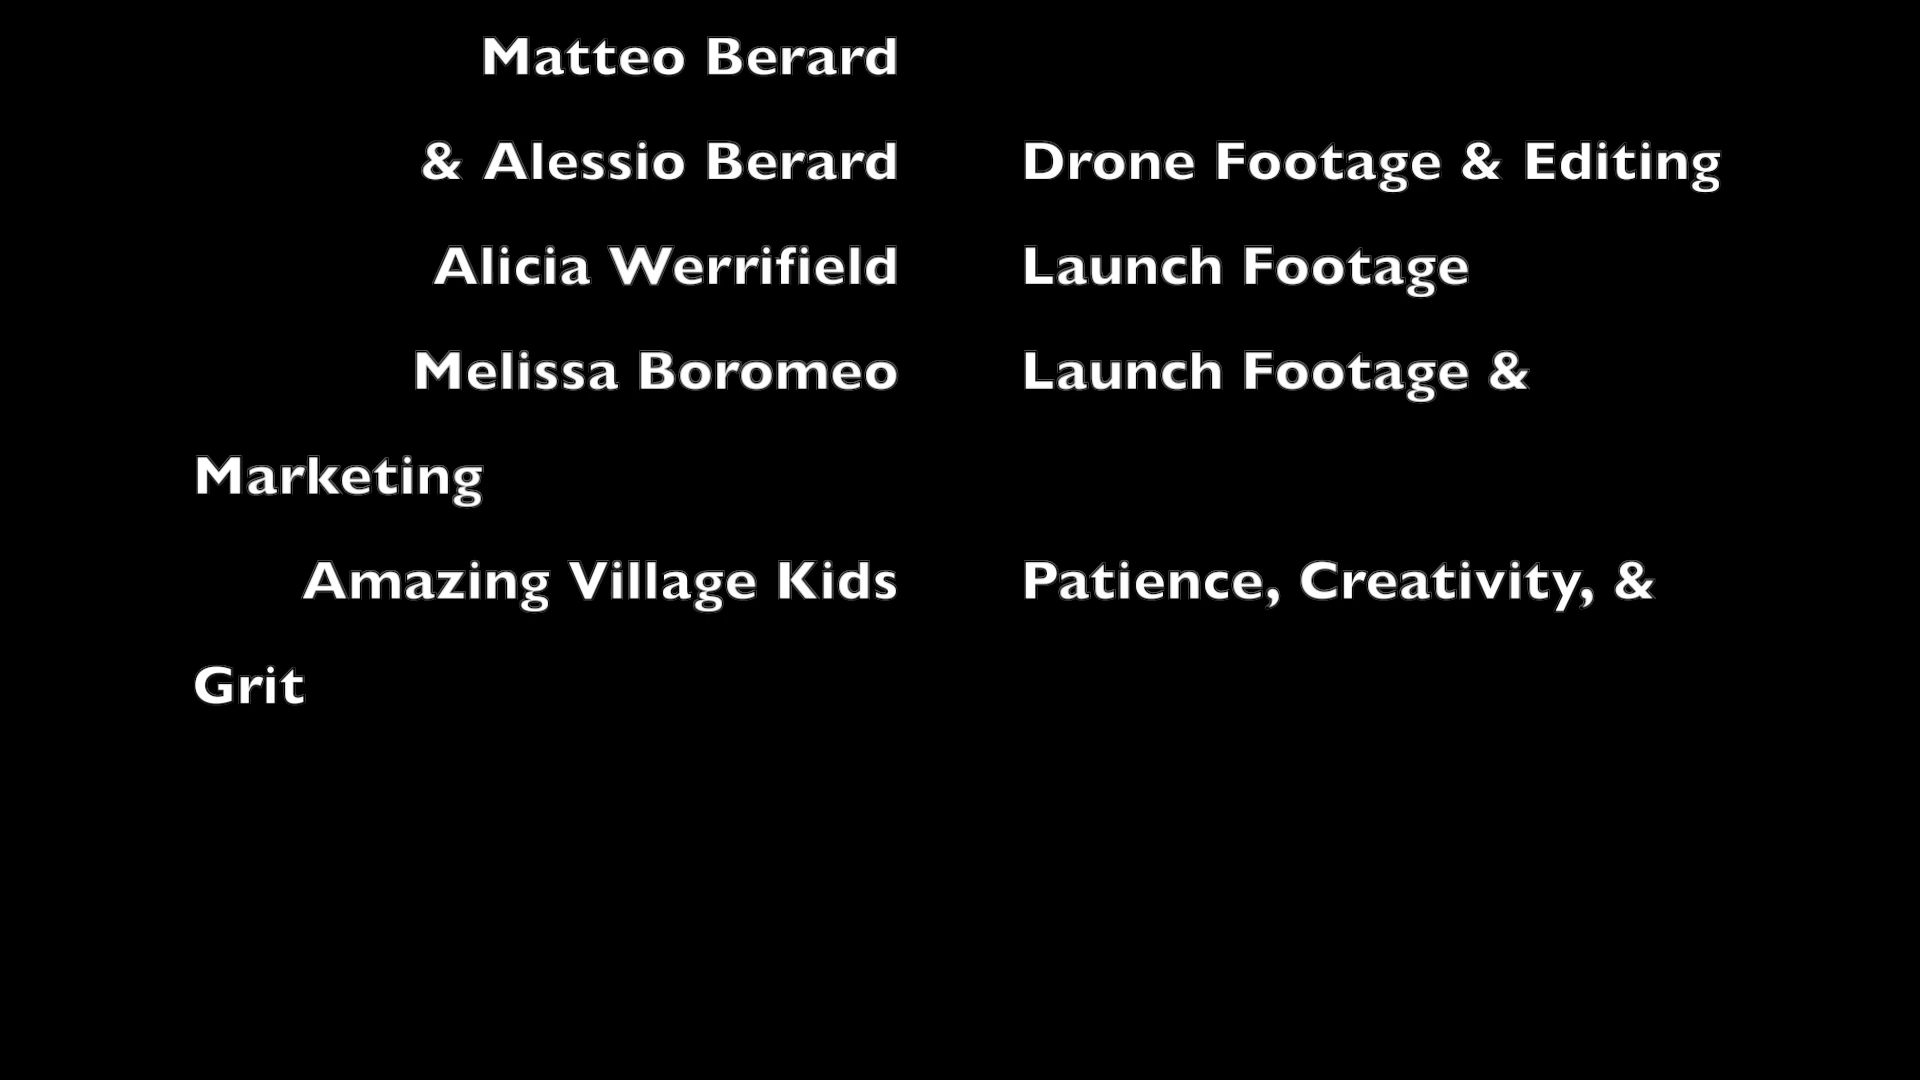 Matteo Berard
& Alessio Berard Drone Footage & Editing
Alicia Werrifield Launch Footage
Melissa Boromeo Launch Footage &
Marketing
Amazing Village Kids Patience, Creativity, &
Grit